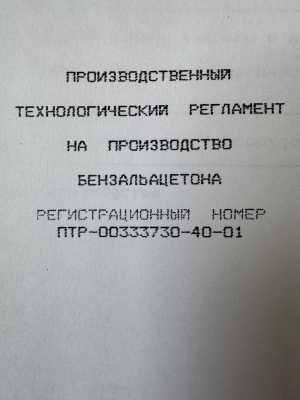 ПРОИЗВОДСТВЕННЫЙ
ТЕХНОЛОГИЧЕСКИЙ РЕГЛАМЕНТ
НА ПРОИЗВОДСТВО
БЕНЗАЛЬАЦЕТОНА
РЕГИСТРАЦИОННЫЙ НОМЕР
ПТР-00333730-40-01